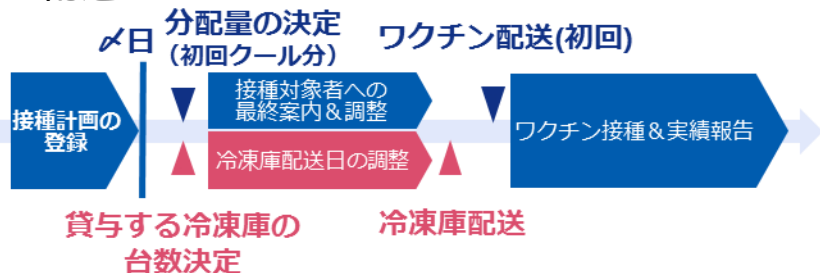 〆日
分配量の決定
（初回クール分）
ワクチン配送(初回)
接種計画の
登録
接種対象者への
最終案内＆調整
冷凍庫配送日の調整
ワクチン接種＆実績報告
貸与する冷凍庫の
台数決定
冷凍庫配送